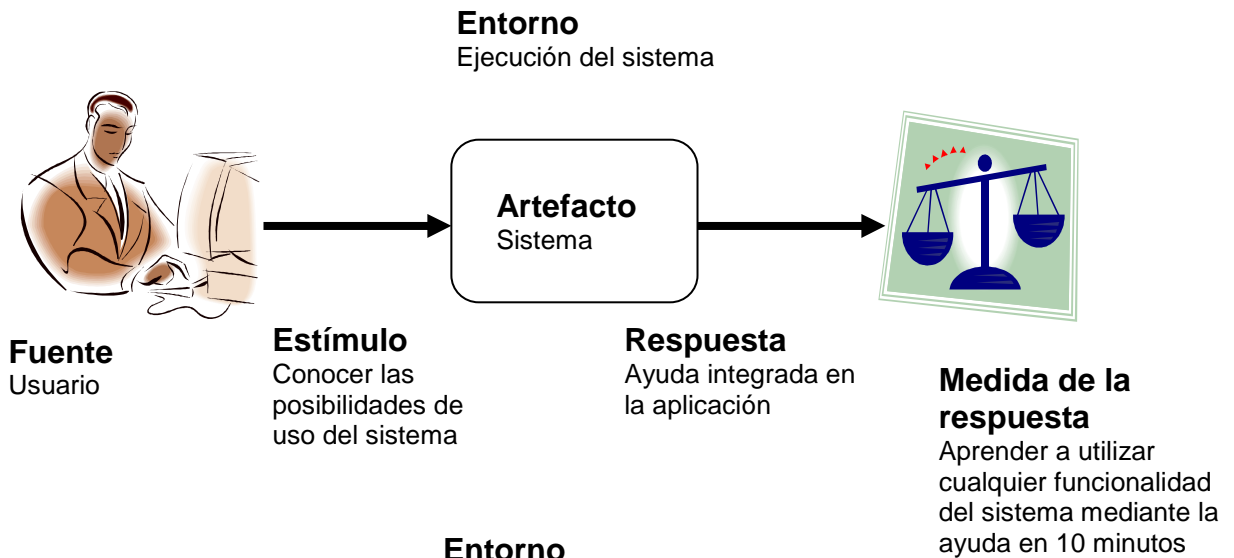 Entorno
Ejecución del sistema
Artefacto
Sistema
Fuente
Usuario
Estímulo
Conocer las
posibilidades de
uso del sistema
Respuesta
Ayuda integrada en
la aplicación
Medida de la
respuesta
Aprender a utilizar
cualquier funcionalidad
del sistema mediante la
ayuda en 10 minutos
Entorno